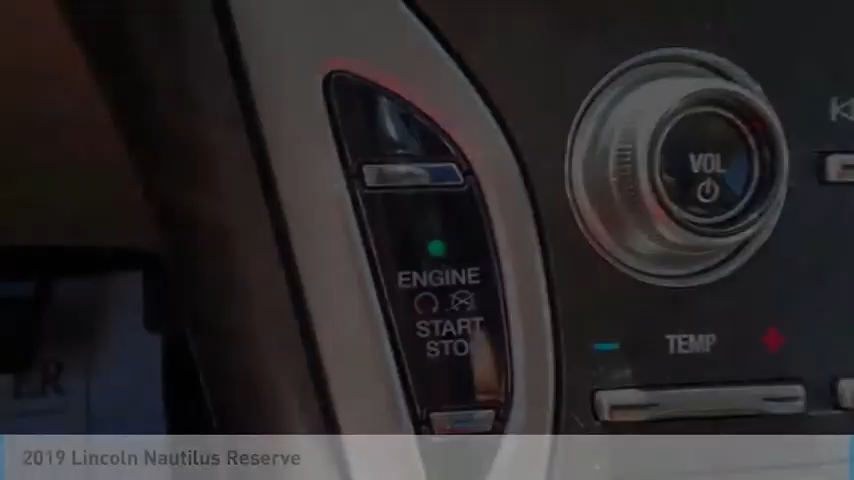 VOL
ENGINE
START
STO
TEMP
2019 Lincoln Nautilus Reserve